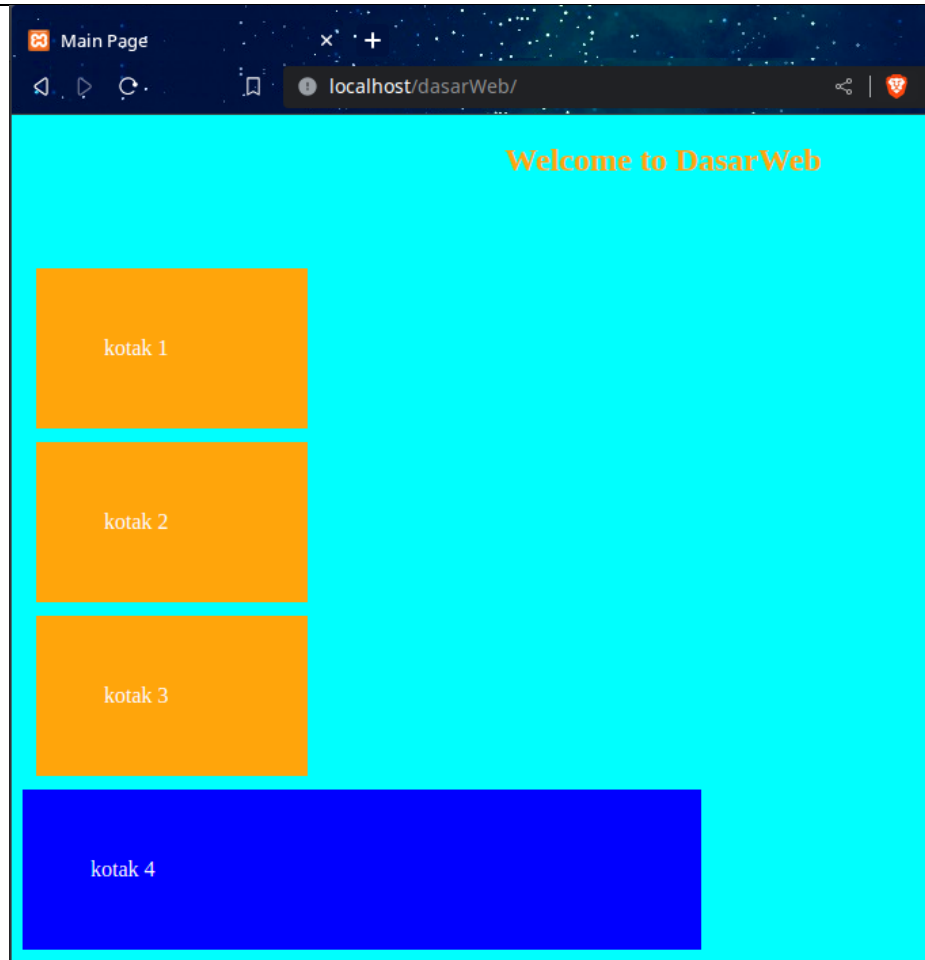 Main Page
localhost/dasarWeb/
Welcome to DasarWeb
kotak 1
kotak 2
kotak 3
kotak 4